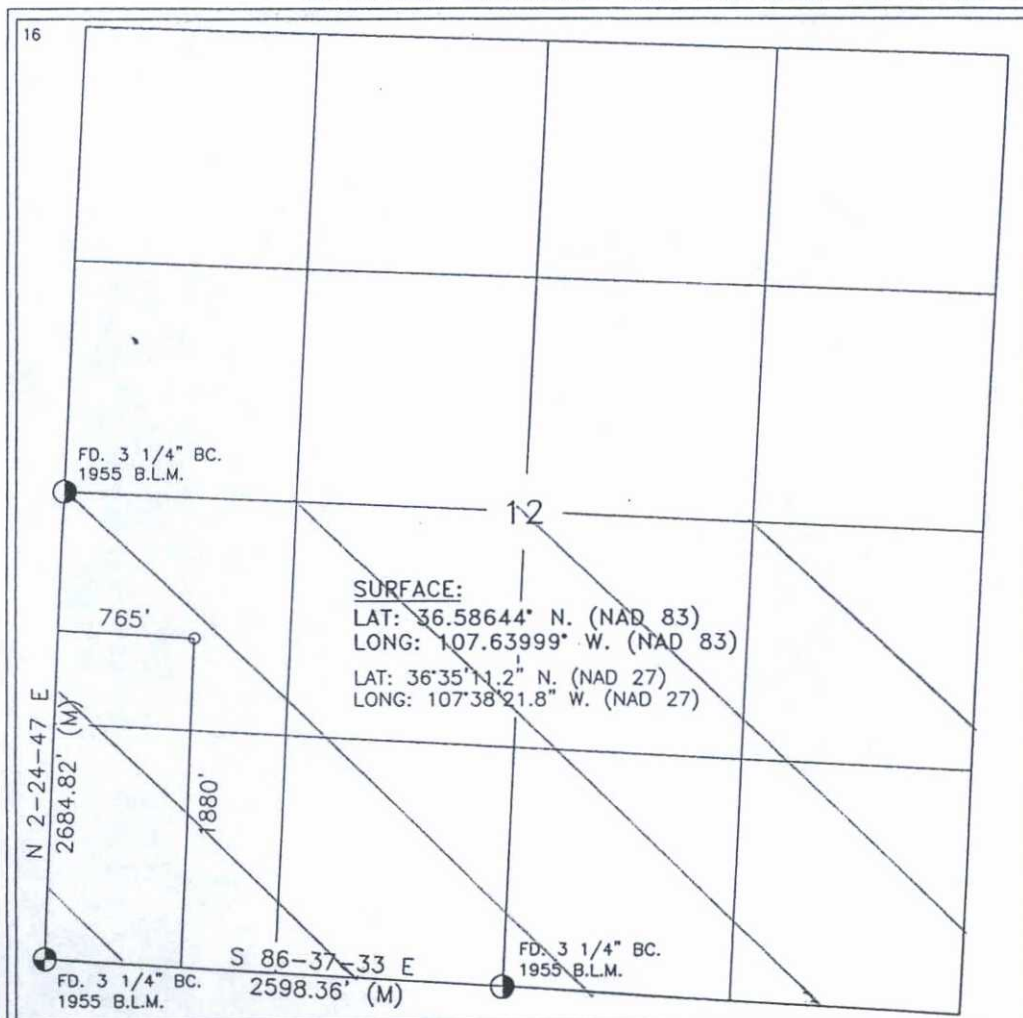 16
FD. 3 1/4" BC.
1955 B.L.M.
12
SURFACE:
LAT: 36.58644° N. (NAD 83)
LONG: 107.63999° W. (NAD 83)
LAT: 36°35'11.2" N. (NAD 27)
LONG: 107°38'21.8" W. (NAD 27)
765'
N 2-24-47 E
2684.82' (M)
1880'
S 86-37-33 E
2598.36' (M)
FD. 3 1/4" BC.
1955 B.L.M.
FD. 3 1/4" BC.
1955 B.L.M.